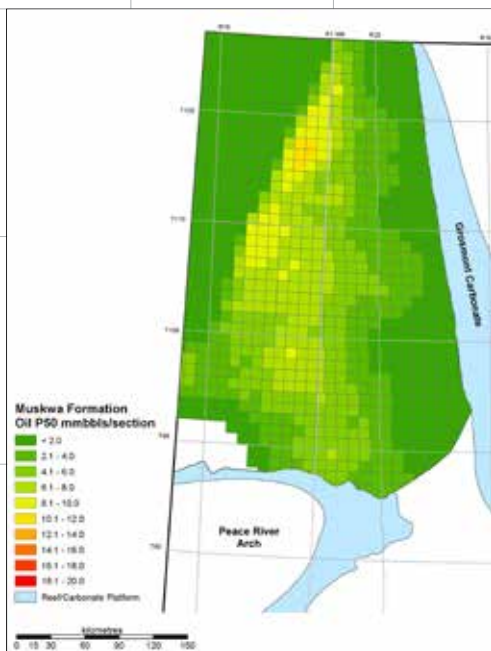 Grosmont Carbonate
Muskwa Formation
Oil P50 mmbbls/section
< 2.0
2.1 - 4.0
4.1 - 6.0
6.1 - 8.0
8.1 - 10.0
10.1 - 12.0
12.1 - 14.0
14.1 - 16.0
16.1 - 18.0
18.1 - 20.0
Reef/Carbonate Platform
Peace River
Arch
kilometres
0 15 30 60 90 120 150